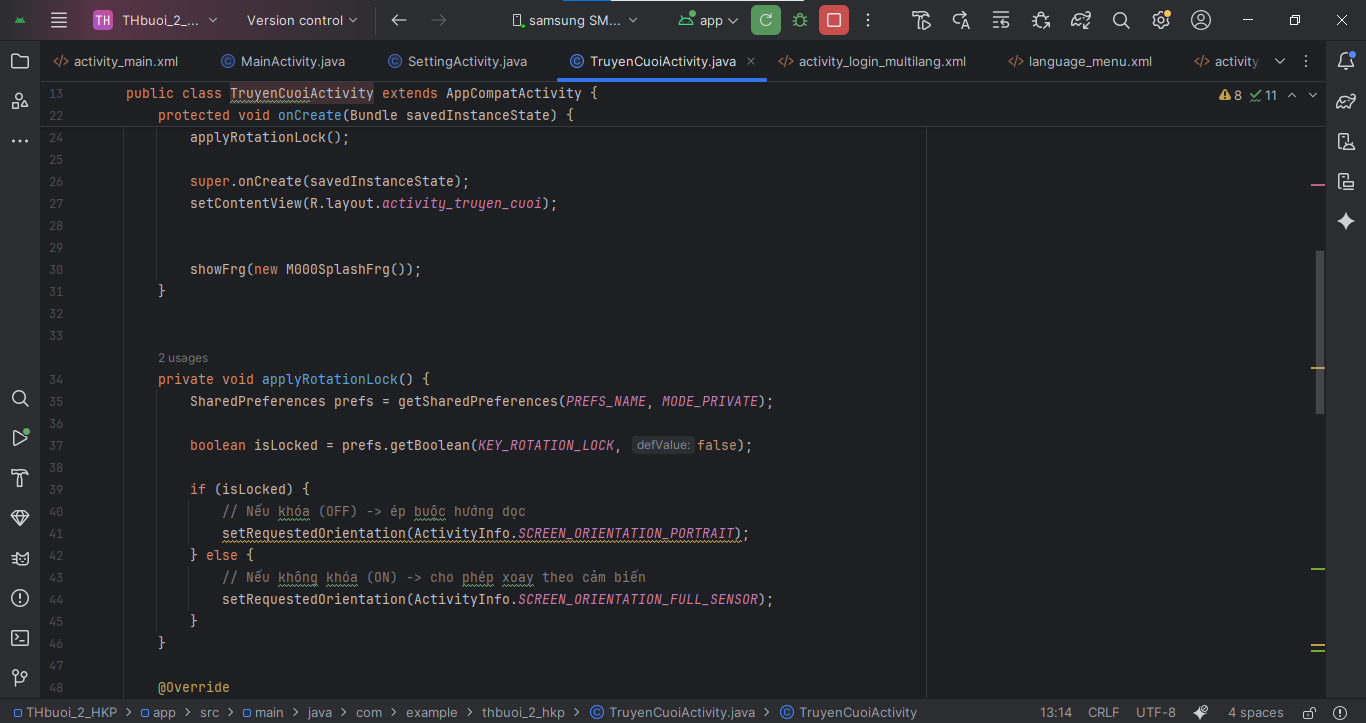 TH THbuoi_2_... Version control samsung SM... app
activity_main.xml MainActivity.java SettingActivity.java TruyenCuoiActivity.java activity_login_multilang.xml language_menu.xml activity
13 public class TruyenCuoiActivity extends AppCompatActivity { 8 11
22 protected void onCreate(Bundle savedInstanceState) {
24 applyRotationLock();
25
26 super.onCreate(savedInstanceState);
27 setContentView(R.layout.activity_truyen_cuoi);
28
29
30 showFrg(new M000SplashFrg());
31 }
32
33
2 usages
34 private void applyRotationLock() {
35 SharedPreferences prefs = getSharedPreferences(PREFS_NAME, MODE_PRIVATE);
36
37 boolean isLocked = prefs.getBoolean(KEY_ROTATION_LOCK, defValue: false);
38
39 if (isLocked) {
40 // Nếu khóa (OFF) -> ép buộc hướng dọc
41 setRequestedOrientation(ActivityInfo.SCREEN_ORIENTATION_PORTRAIT);
42 } else {
43 // Nếu không khóa (ON) -> cho phép xoay theo cảm biến
44 setRequestedOrientation(ActivityInfo.SCREEN_ORIENTATION_FULL_SENSOR);
45 }
46 }
47
48 @Override
THbuoi_2_HKP > app > src > main > java > com > example > thbuoi_2_hkp > TruyenCuoiActivity.java > TruyenCuoiActivity 13:14 CRLF UTF-8 4 spaces